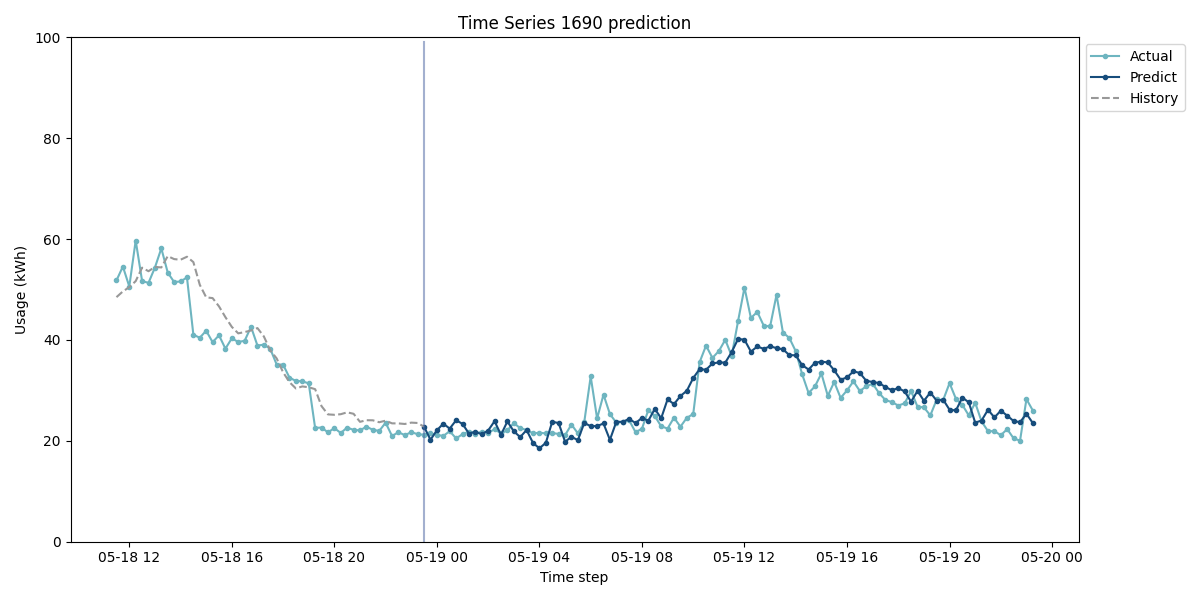 Time Series 1690 prediction
Usage (kWh)
100
80
60
40
20
0
05-18 12
05-18 16
05-18 20
05-19 00
05-19 04
05-19 08
05-19 12
05-19 16
05-19 20
05-20 00
Time step
Actual
Predict
History